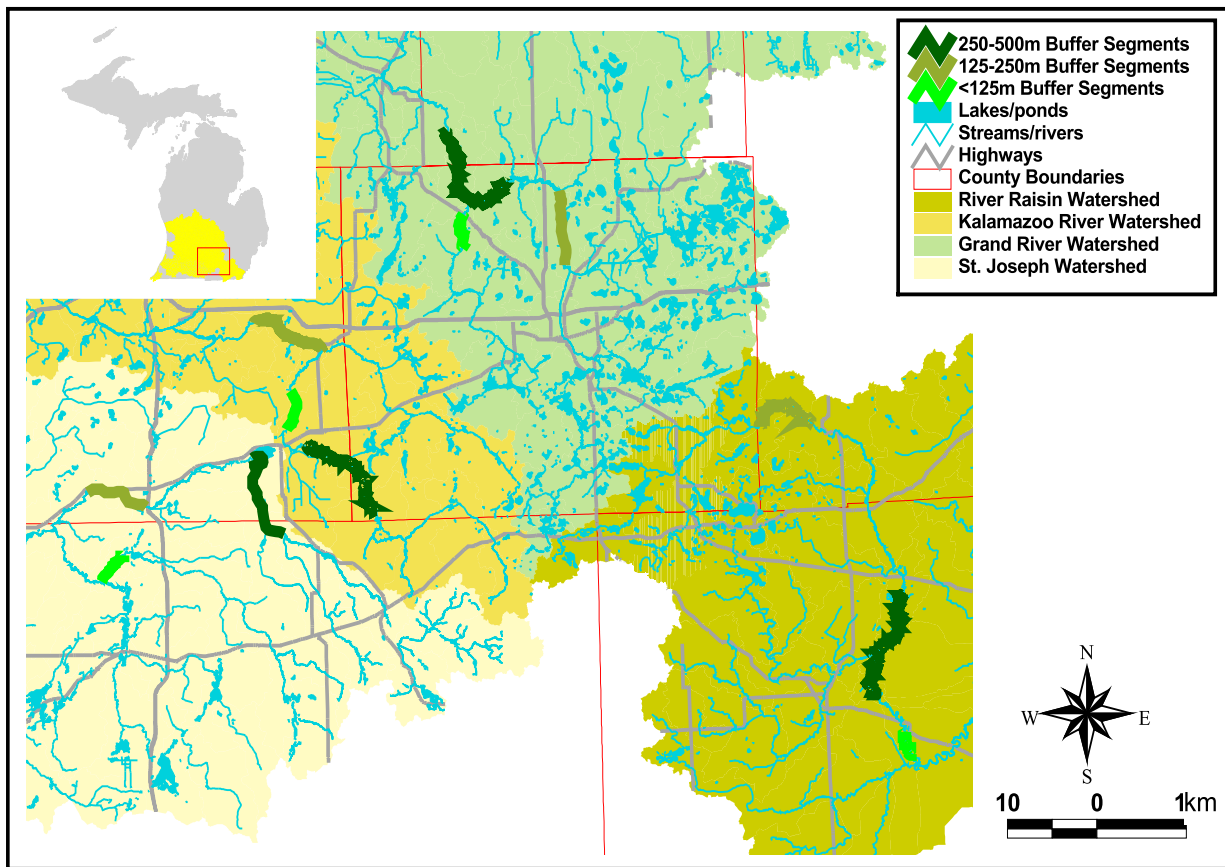 250-500m Buffer Segments
125-250m Buffer Segments
<125m Buffer Segments
Lakes/ponds
Streams/rivers
Highways
County Boundaries
River Raisin Watershed
Kalamazoo River Watershed
Grand River Watershed
St. Joseph Watershed
N
W E
S
10 0 1km